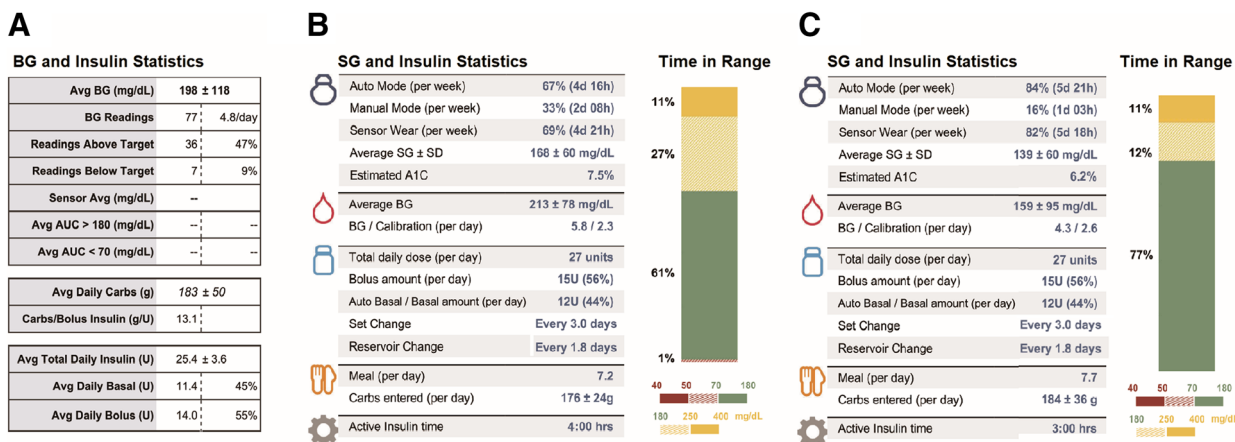 A
BG and Insulin Statistics
Avg BG (mg/dL) 198 ± 118
BG Readings 77 4.8/day
Readings Above Target 36 47%
Readings Below Target 7 9%
Sensor Avg (mg/dL) --
Avg AUC > 180 (mg/dL) -- --
Avg AUC < 70 (mg/dL) -- --
Avg Daily Carbs (g) 183 ± 50
Carbs/Bolus Insulin (g/U) 13.1
Avg Total Daily Insulin (U) 25.4 ± 3.6
Avg Daily Basal (U) 11.4 45%
Avg Daily Bolus (U) 14.0 55%
B
SG and Insulin Statistics
Auto Mode (per week) 67% (4d 16h)
Manual Mode (per week) 33% (2d 08h)
Sensor Wear (per week) 69% (4d 21h)
Average SG ± SD 168 ± 60 mg/dL
Estimated A1C 7.5%
Average BG 213 ± 78 mg/dL
BG / Calibration (per day) 5.8 / 2.3
Total daily dose (per day) 27 units
Bolus amount (per day) 15U (56%)
Auto Basal / Basal amount (per day) 12U (44%)
Set Change Every 3.0 days
Reservoir Change Every 1.8 days
Meal (per day) 7.2
Carbs entered (per day) 176 ± 24g
Active Insulin time 4:00 hrs
Time in Range
11%
27%
61%
1%
40 50 70 180
180 250 400 mg/dL
C
SG and Insulin Statistics
Auto Mode (per week) 84% (5d 21h)
Manual Mode (per week) 16% (1d 03h)
Sensor Wear (per week) 82% (5d 18h)
Average SG ± SD 139 ± 60 mg/dL
Estimated A1C 6.2%
Average BG 159 ± 95 mg/dL
BG / Calibration (per day) 4.3 / 2.6
Total daily dose (per day) 27 units
Bolus amount (per day) 15U (56%)
Auto Basal / Basal amount (per day) 12U (44%)
Set Change Every 3.0 days
Reservoir Change Every 1.8 days
Meal (per day) 7.7
Carbs entered (per day) 184 ± 36 g
Active Insulin time 3:00 hrs
Time in Range
11%
12%
77%
40 50 70 180
180 250 400 mg/dL